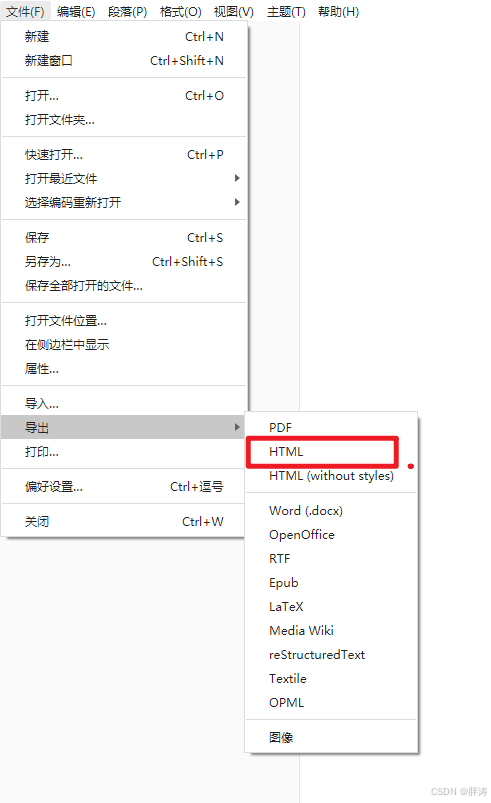 文件(F) 编辑(E) 段落(P) 格式(O) 视图(V) 主题(T) 帮助(H)
新建 Ctrl+N
新建窗口 Ctrl+Shift+N
打开... Ctrl+O
打开文件夹...
快速打开... Ctrl+P
打开最近文件
选择编码重新打开
保存 Ctrl+S
另存为... Ctrl+Shift+S
保存全部打开的文件...
打开文件位置...
在侧边栏中显示
属性...
导入...
导出
打印...
偏好设置... Ctrl+逗号
关闭 Ctrl+W
PDF
HTML
HTML (without styles)
Word (.docx)
OpenOffice
RTF
Epub
LaTeX
Media Wiki
reStructuredText
Textile
OPML
图像
CSDN @胖涛